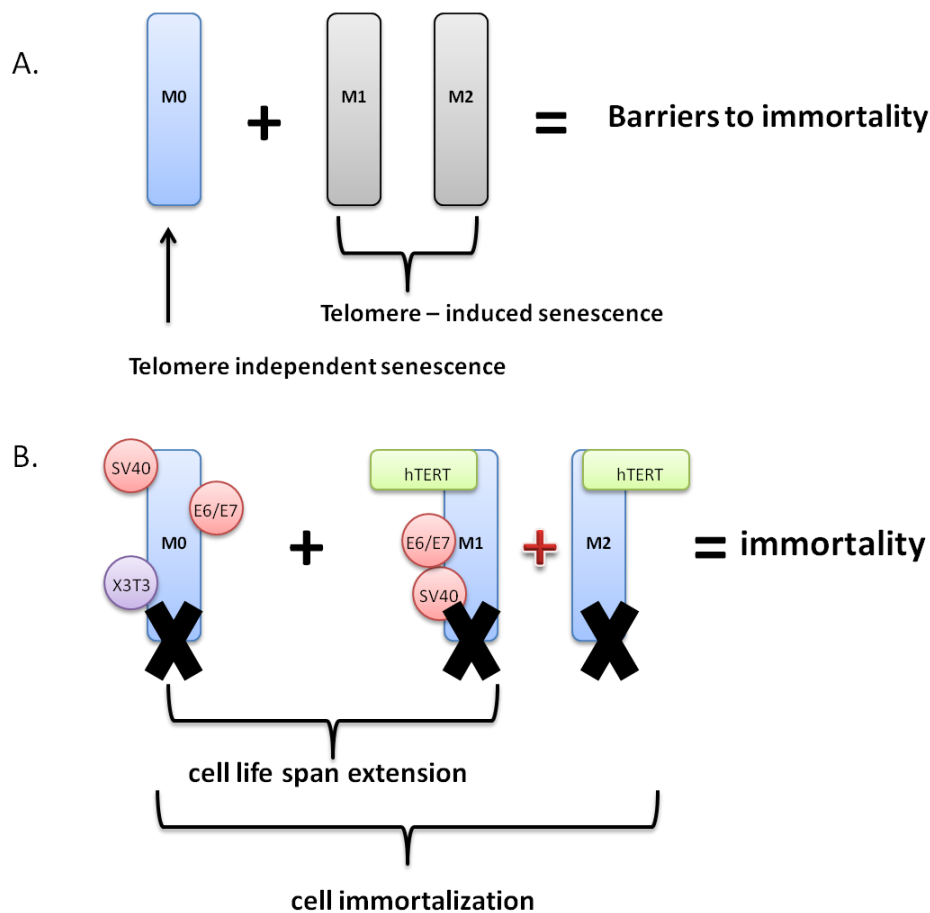 A.
M0
M1
M2
+
=
Barriers to immortality
Telomere – induced senescence
Telomere independent senescence
B.
SV40
E6/E7
M0
X3T3
+
hTERT
E6/E7
M1
SV40
+
hTERT
M2
= immortality
cell life span extension
cell immortalization